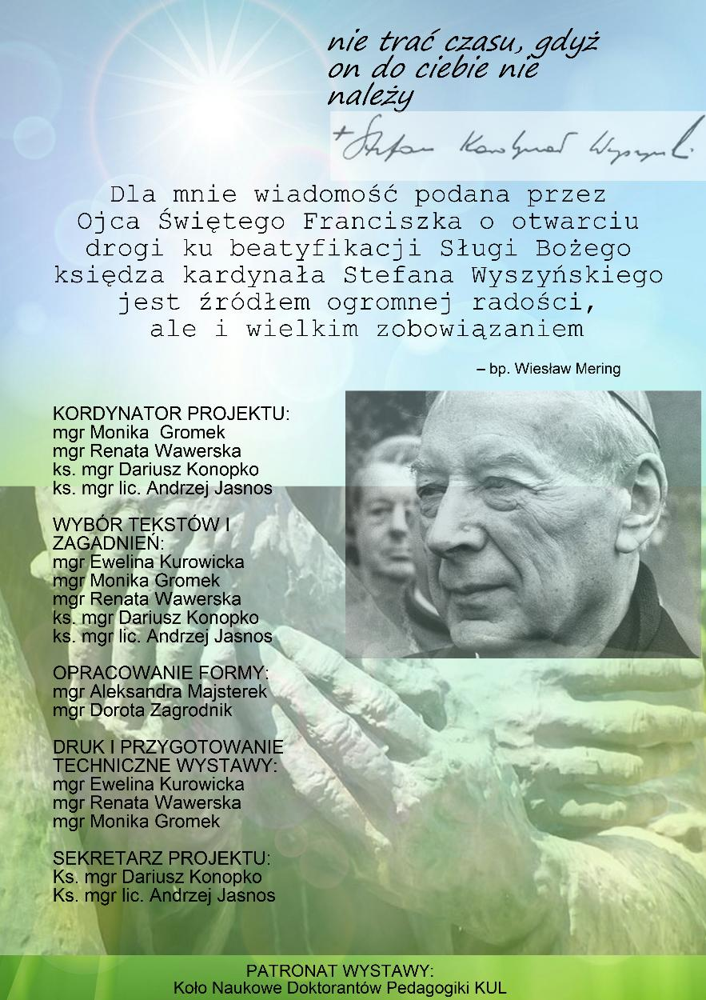 nie trać czasu, gdyż
on do ciebie nie
należy
+ Stefan Kardynał Wyszyński
Dla mnie wiadomość podana przez
Ojca Świętego Franciszka o otwarciu
drogi ku beatyfikacji Sługi Bożego
księdza kardynała Stefana Wyszyńskiego
jest źródłem ogromnej radości,
ale i wielkim zobowiązaniem
– bp. Wiesław Mering
KORDYNATOR PROJEKTU:
mgr Monika Gromek
mgr Renata Wawerska
ks. mgr Dariusz Konopko
ks. mgr lic. Andrzej Jasnos
WYBÓR TEKSTÓW I
ZAGADNIEŃ:
mgr Ewelina Kurowicka
mgr Monika Gromek
mgr Renata Wawerska
ks. mgr Dariusz Konopko
ks. mgr lic. Andrzej Jasnos
OPRACOWANIE FORMY:
mgr Aleksandra Majsterek
mgr Dorota Zagrodnik
DRUK I PRZYGOTOWANIE
TECHNICZNE WYSTAWY:
mgr Ewelina Kurowicka
mgr Renata Wawerska
mgr Monika Gromek
SEKRETARZ PROJEKTU:
Ks. mgr Dariusz Konopko
Ks. mgr lic. Andrzej Jasnos
PATRONAT WYSTAWY:
Koło Naukowe Doktorantów Pedagogiki KUL